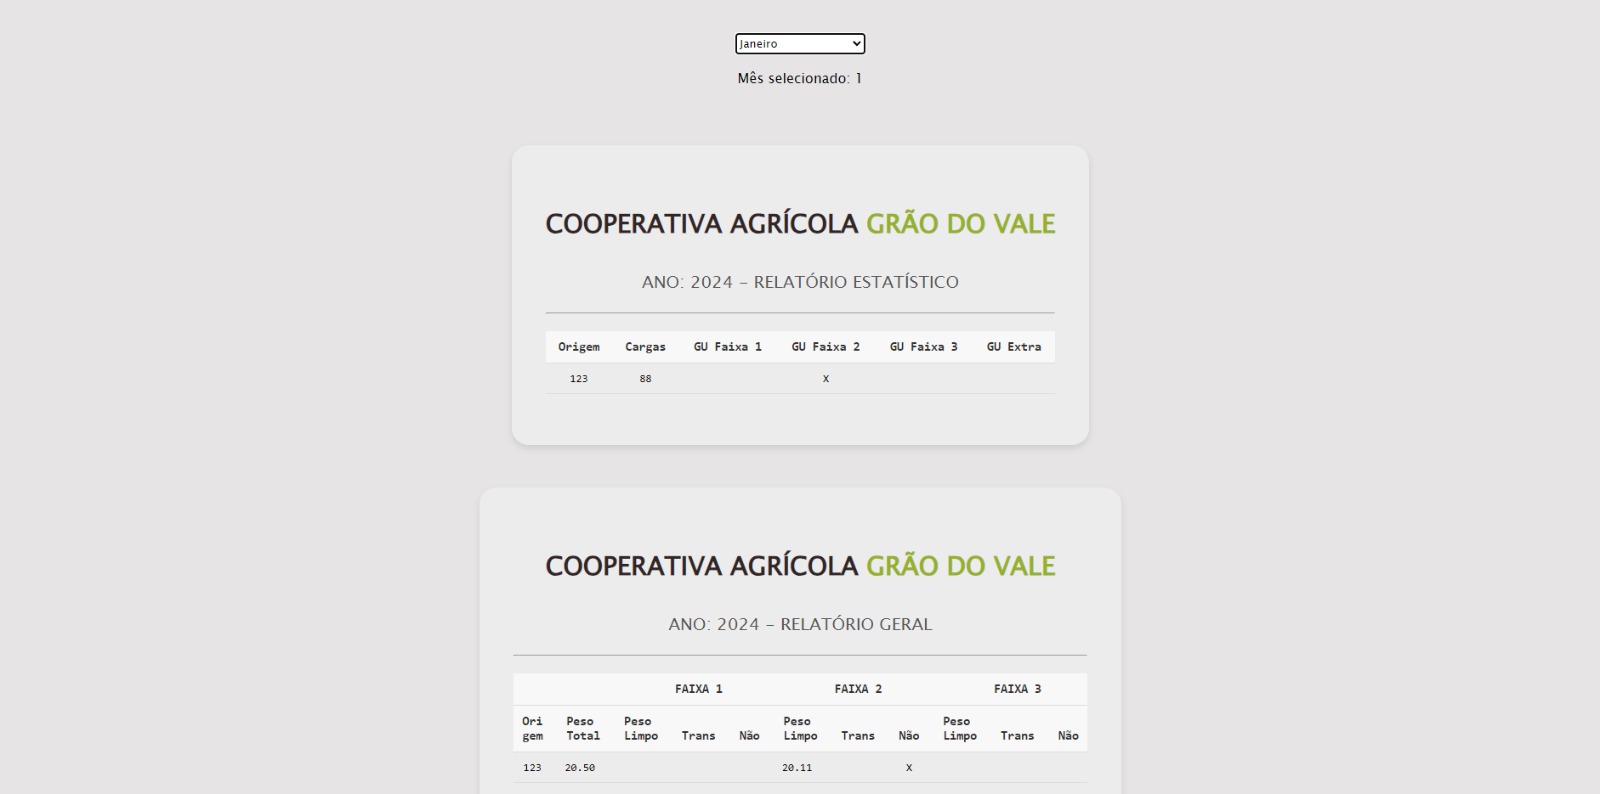 Janeiro
Mês selecionado: 1
COOPERATIVA AGRÍCOLA GRÃO DO VALE
ANO: 2024 – RELATÓRIO ESTATÍSTICO
Origem Cargas GU Faixa 1 GU Faixa 2 GU Faixa 3 GU Extra
123 88 X
COOPERATIVA AGRÍCOLA GRÃO DO VALE
ANO: 2024 – RELATÓRIO GERAL
FAIXA 1 FAIXA 2 FAIXA 3
Ori Peso Peso Peso Peso
gem Total Limpo Trans Não Limpo Trans Não Limpo Trans Não
123 20.50 20.11 X